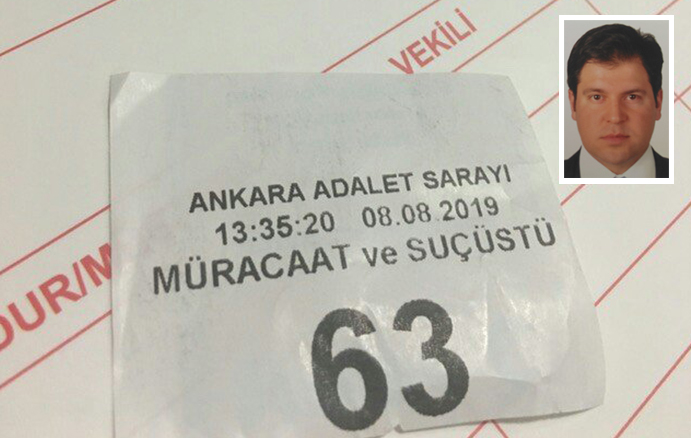 VEKİLİ
ANKARA ADALET SARAYI
13:35:20 08.08.2019
MÜRACAAT ve SUÇÜSTÜ
DUR/M
63